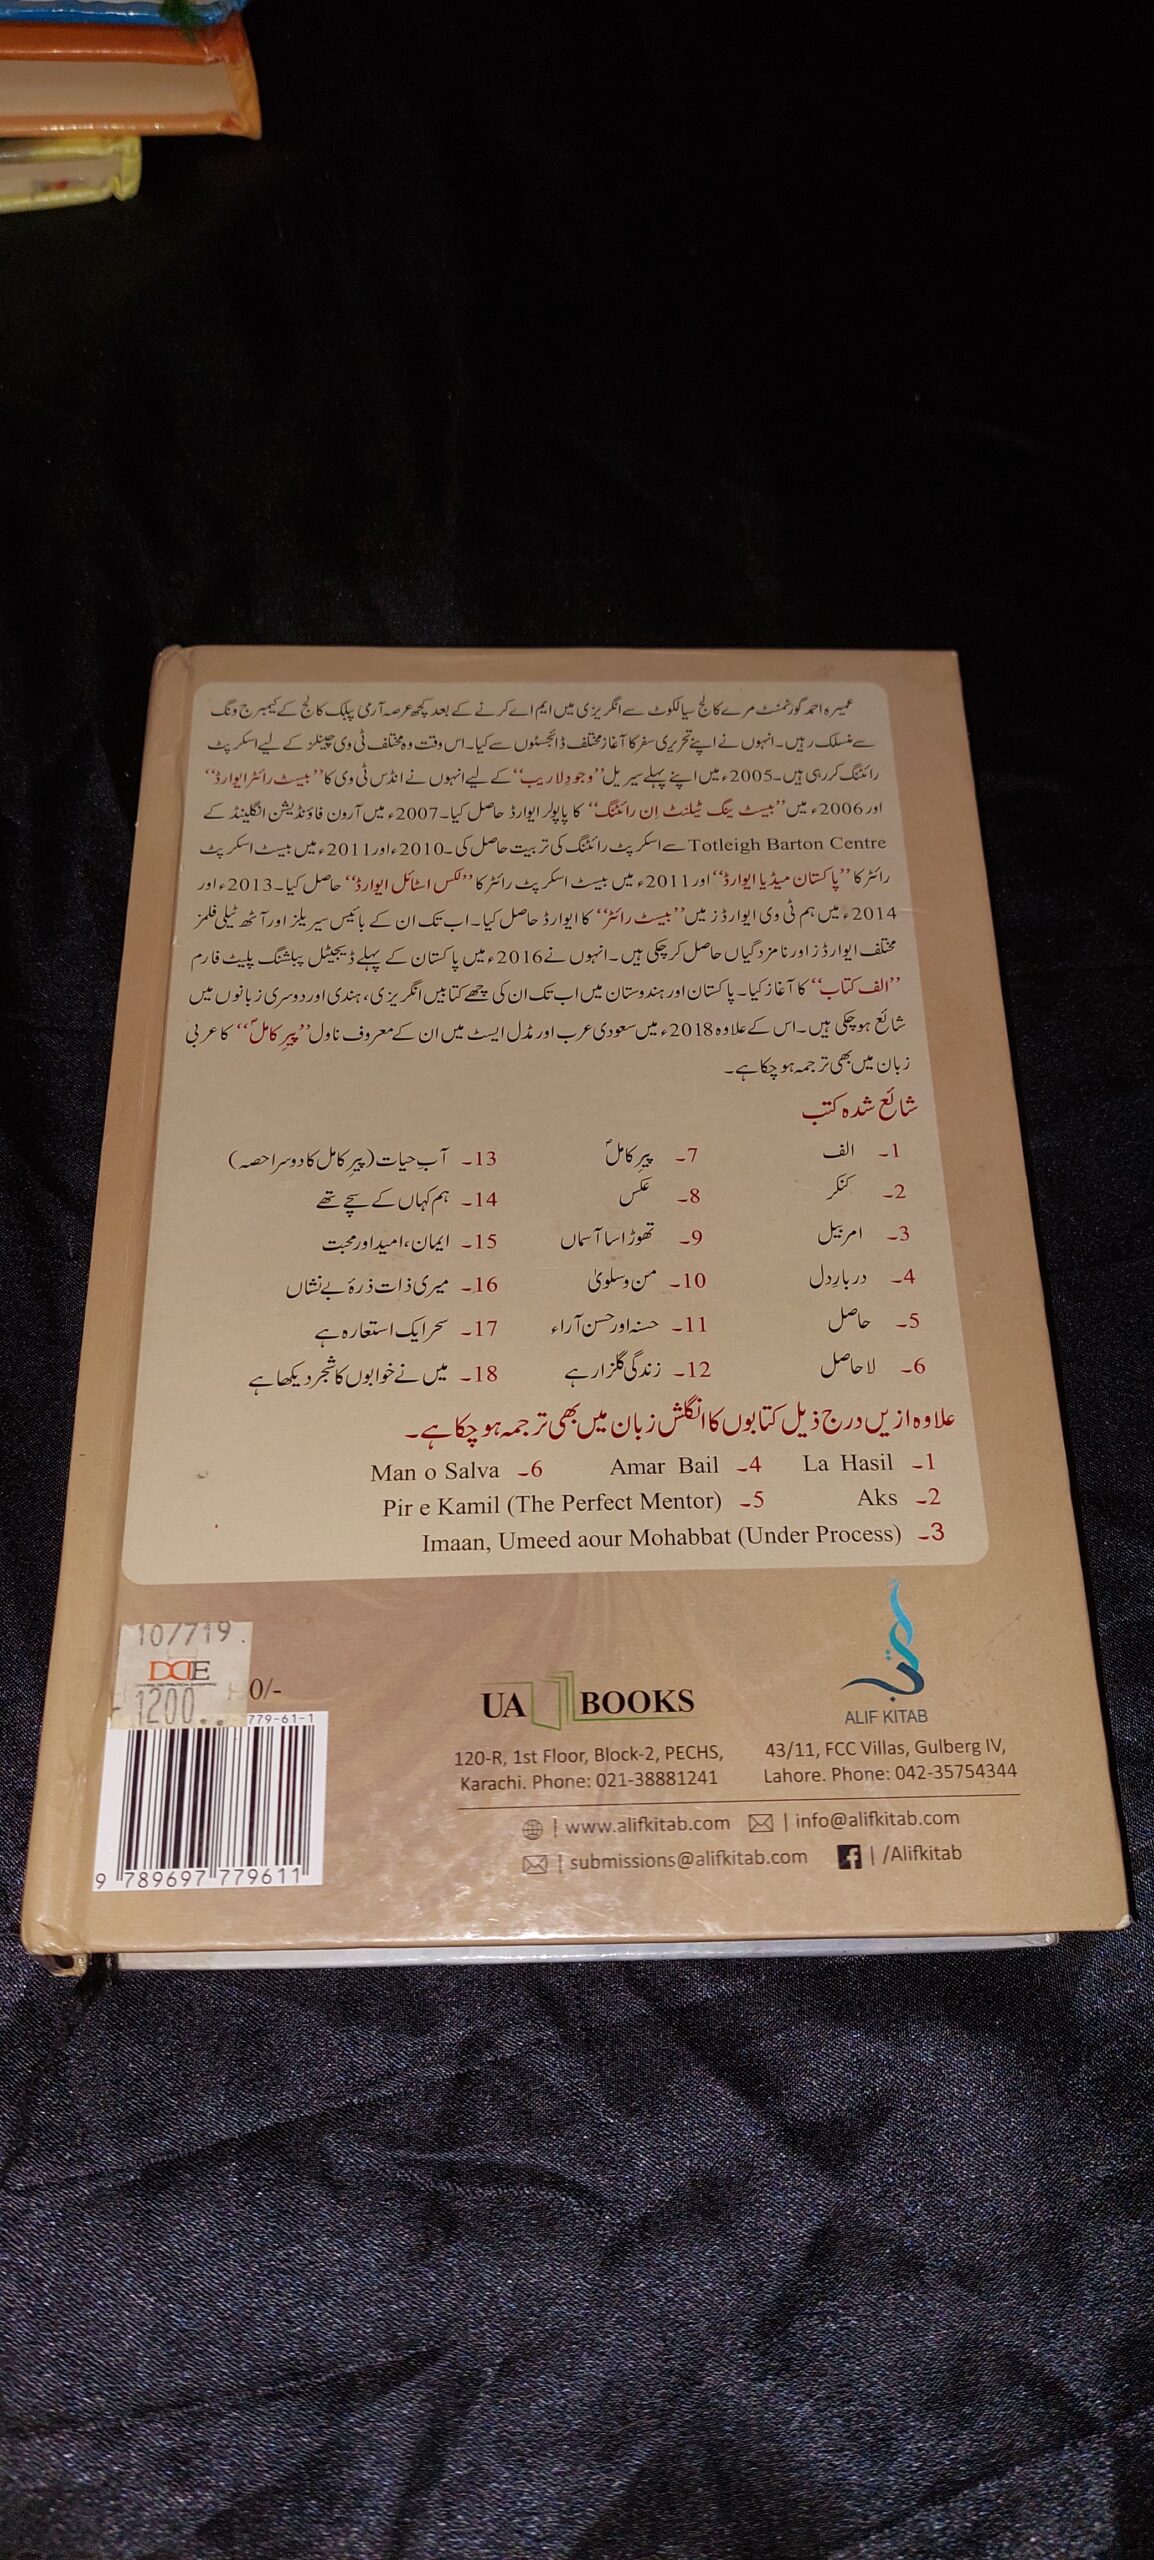 عمیرہ احمد گورنمنٹ مرے کالج سیالکوٹ سے انگریزی میں ایم اے کرنے کے بعد کچھ عرصہ آرمی پبلک کالج کے کیمبرج ونگ
سے منسلک رہیں۔ انہوں نے اپنے تحریری سفر کا آغاز مختلف ڈائجسٹوں سے کیا۔ اس وقت وہ مختلف ٹی وی چینلز کے لیے اسکرپٹ
رائٹنگ کررہی ہیں۔ 2005ء میں اپنے پہلے سیریل ’’وجودِ لاریب‘‘ کے لیے انہوں نے انڈس ٹی وی کا ’’بیسٹ رائٹر ایوارڈ‘‘
اور 2006ء میں ’’بیسٹ ینگ ٹیلنٹ اِن رائٹنگ‘‘ کا پاپولر ایوارڈ حاصل کیا۔ 2007ء میں آرون فاؤنڈیشن انگلینڈ کے
Totleigh Barton Centre سے اسکرپٹ رائٹنگ کی تربیت حاصل کی۔ 2010ء اور 2011ء میں بیسٹ اسکرپٹ
رائٹر کا ’’پاکستان میڈیا ایوارڈ‘‘ اور 2011ء میں بیسٹ اسکرپٹ رائٹر کا ’’لکس اسٹائل ایوارڈ‘‘ حاصل کیا۔ 2013ء اور
2014ء میں ہم ٹی وی ایوارڈز میں ’’بیسٹ رائٹر‘‘ کا ایوارڈ حاصل کیا۔ اب تک ان کے بائیس سیریلز اور آٹھ ٹیلی فلمز
مختلف ایوارڈز اور نامزدگیاں حاصل کرچکی ہیں۔ انہوں نے 2016ء میں پاکستان کے پہلے ڈیجیٹل پبلشنگ پلیٹ فارم
’’الف کتاب‘‘ کا آغاز کیا۔ پاکستان اور ہندوستان میں اب تک ان کی چھے کتابیں انگریزی، ہندی اور دوسری زبانوں میں
شائع ہوچکی ہیں۔ اس کے علاوہ 2018ء میں سعودی عرب اور مڈل ایسٹ میں ان کے معروف ناول ’’پیرِ کاملؐ‘‘ کا عربی
زبان میں بھی ترجمہ ہوچکا ہے۔
شائع شدہ کتب
1۔ الف 7۔ پیرِ کاملؐ 13۔ آبِ حیات (پیرِ کامل کا دوسرا حصہ)
2۔ کنکر 8۔ عکس 14۔ ہم کہاں کے سچے تھے
3۔ امربیل 9۔ تھوڑا سا آسماں 15۔ ایمان، امید اور محبت
4۔ دربارِ دل 10۔ من و سلویٰ 16۔ میری ذات ذرۂ بے نشاں
5۔ حاصل 11۔ حسنہ اور حسن آراء 17۔ سحر ایک استعارہ ہے
6۔ لاحاصل 12۔ زندگی گلزار ہے 18۔ میں نے خوابوں کا شجر دیکھا ہے
علاوہ ازیں درج ذیل کتابوں کا انگلش زبان میں بھی ترجمہ ہوچکا ہے۔
1۔ La Hasil 4۔ Amar Bail 6۔ Man o Salva
2۔ Aks 5۔ Pir e Kamil (The Perfect Mentor)
3۔ Imaan, Umeed aour Mohabbat (Under Process)
107719
DDE
1200
0/-
779-61-1
9 789697 779611
UA BOOKS
120-R, 1st Floor, Block-2, PECHS,
Karachi. Phone: 021-38881241
ALIF KITAB
43/11, FCC Villas, Gulberg IV,
Lahore. Phone: 042-35754344
| www.alifkitab.com | info@alifkitab.com
| submissions@alifkitab.com | /Alifkitab